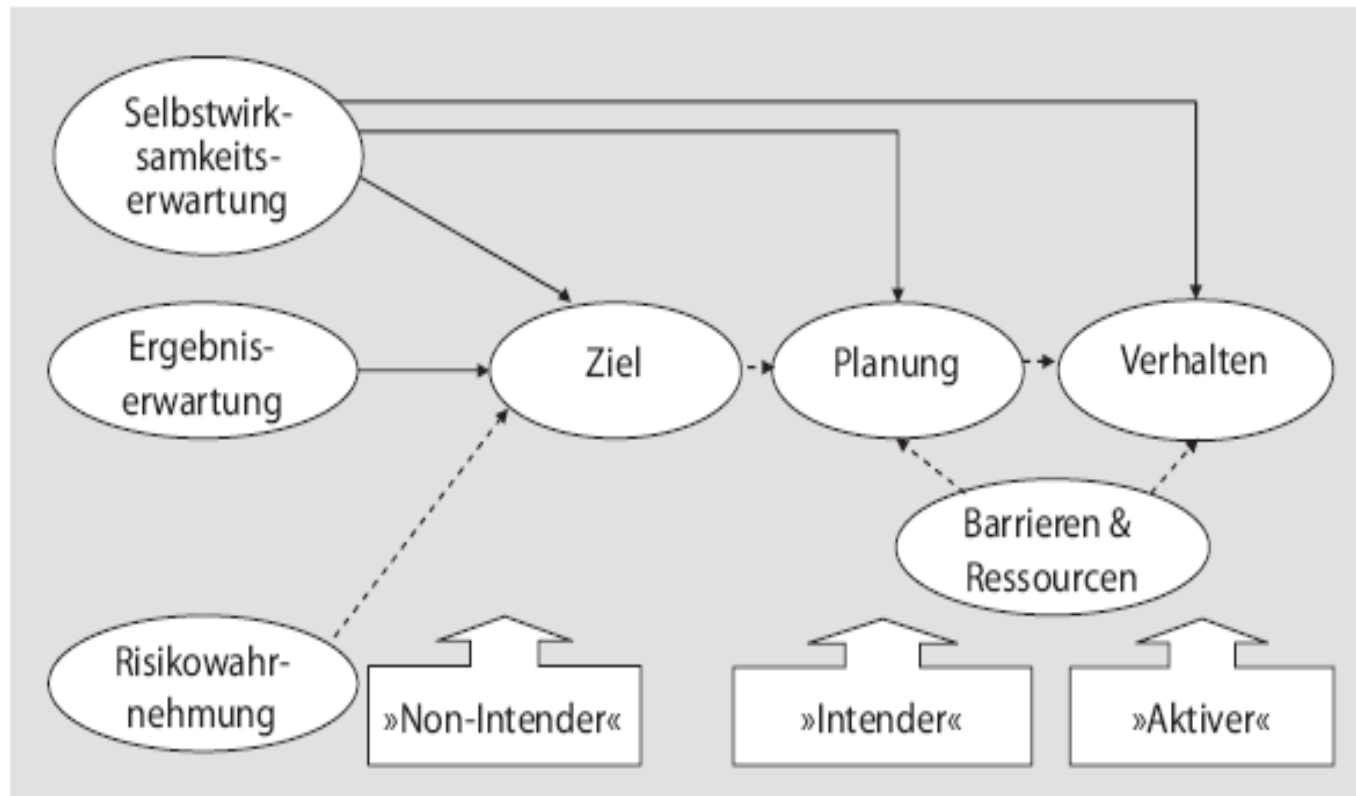 Selbstwirk-
samkeits-
erwartung
Ergebnis-
erwartung
Ziel
Planung
Verhalten
Barrieren &
Ressourcen
Risikowahr-
nehmung
»Non-Intender«
»Intender«
»Aktiver«